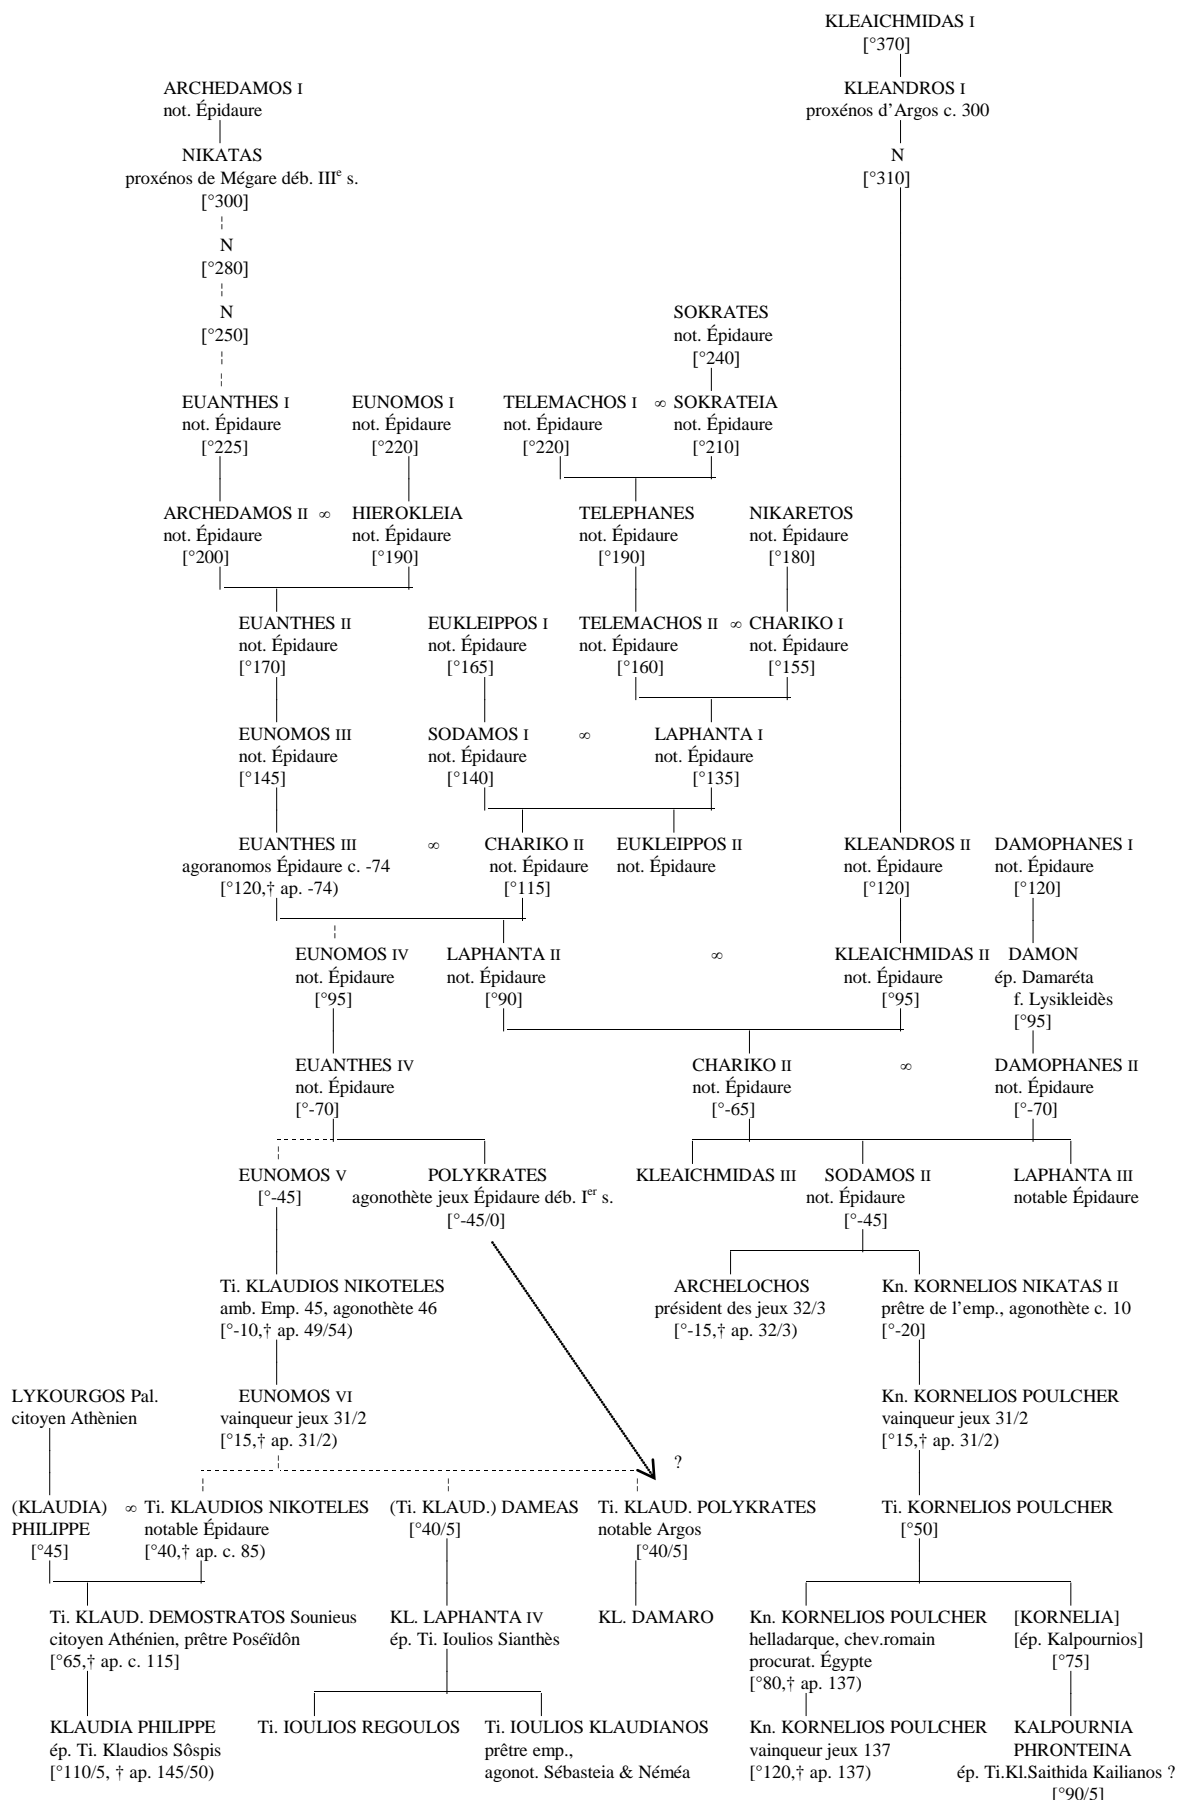 KLEAICHMIDAS I
[°370]
ARCHEDAMOS I
not. Épidaure
KLEANDROS I
proxénos d'Argos c. 300
NIKATAS
proxénos de Mégare déb. IIIe s.
[°300]
N
[°310]
N
[°280]
N
[°250]
SOKRATES
not. Épidaure
[°240]
EUANTHES I
not. Épidaure
[°225]
EUNOMOS I
not. Épidaure
[°220]
TELEMACHOS I
not. Épidaure
[°220]
∞ SOKRATEIA
not. Épidaure
[°210]
ARCHEDAMOS II ∞
not. Épidaure
[°200]
HIEROKLEIA
not. Épidaure
[°190]
TELEPHANES
not. Épidaure
[°190]
NIKARETOS
not. Épidaure
[°180]
EUANTHES II
not. Épidaure
[°170]
EUKLEIPPOS I
not. Épidaure
[°165]
TELEMACHOS II
not. Épidaure
[°160]
∞ CHARIKO I
not. Épidaure
[°155]
EUNOMOS III
not. Épidaure
[°145]
SODAMOS I
not. Épidaure
[°140]
∞
LAPHANTA I
not. Épidaure
[°135]
EUANTHES III
agoranomos Épidaure c. -74
[°120,† ap. -74)
∞
CHARIKO II
not. Épidaure
[°115]
EUKLEIPPOS II
not. Épidaure
KLEANDROS II
not. Épidaure
[°120]
DAMOPHANES I
not. Épidaure
[°120]
EUNOMOS IV
not. Épidaure
[°95]
LAPHANTA II
not. Épidaure
[°90]
∞
KLEAICHMIDAS II
not. Épidaure
[°95]
DAMON
ép. Damaréta
f. Lysikleidès
[°95]
EUANTHES IV
not. Épidaure
[°-70]
CHARIKO II
not. Épidaure
[°-65]
∞
DAMOPHANES II
not. Épidaure
[°-70]
EUNOMOS V
[°-45]
POLYKRATES
agonothète jeux Épidaure déb. Ier s.
[°-45/0]
KLEAICHMIDAS III
SODAMOS II
not. Épidaure
[°-45]
LAPHANTA III
notable Épidaure
Ti. KLAUDIOS NIKOTELES
amb. Emp. 45, agonothète 46
[°-10,† ap. 49/54)
ARCHELOCHOS
président des jeux 32/3
[°-15,† ap. 32/3)
Kn. KORNELIOS NIKATAS II
prêtre de l'emp., agonothète c. 10
[°-20]
LYKOURGOS Pal.
citoyen Athènien
EUNOMOS VI
vainqueur jeux 31/2
[°15,† ap. 31/2)
Kn. KORNELIOS POULCHER
vainqueur jeux 31/2
[°15,† ap. 31/2)
?
(KLAUDIA)
PHILIPPE
[°45]
∞ Ti. KLAUDIOS NIKOTELES
notable Épidaure
[°40,† ap. c. 85)
(Ti. KLAUD.) DAMEAS
[°40/5]
Ti. KLAUD. POLYKRATES
notable Argos
[°40/5]
Ti. KORNELIOS POULCHER
[°50]
Ti. KLAUD. DEMOSTRATOS Sounieus
citoyen Athénien, prêtre Poséïdôn
[°65,† ap. c. 115]
KL. LAPHANTA IV
ép. Ti. Ioulios Sianthès
KL. DAMARO
Kn. KORNELIOS POULCHER
helladarque, chev.romain
procurat. Égypte
[°80,† ap. 137)
[KORNELIA]
[ép. Kalpournios]
[°75]
KLAUDIA PHILIPPE
ép. Ti. Klaudios Sôspis
[°110/5, † ap. 145/50)
Ti. IOULIOS REGOULOS
Ti. IOULIOS KLAUDIANOS
prêtre emp.,
agonot. Sébasteia & Néméa
Kn. KORNELIOS POULCHER
vainqueur jeux 137
[°120,† ap. 137)
KALPOURNIA
PHRONTEINA
ép. Ti.Kl.Saithida Kailianos ?
[°90/5]